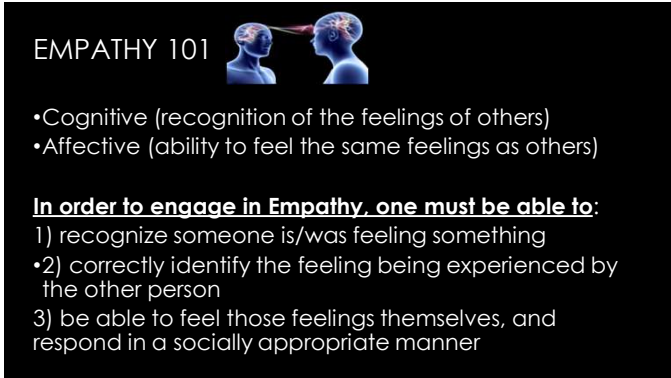 EMPATHY 101
•Cognitive (recognition of the feelings of others)
•Affective (ability to feel the same feelings as others)
In order to engage in Empathy, one must be able to:
1) recognize someone is/was feeling something
•2) correctly identify the feeling being experienced by
the other person
3) be able to feel those feelings themselves, and
respond in a socially appropriate manner